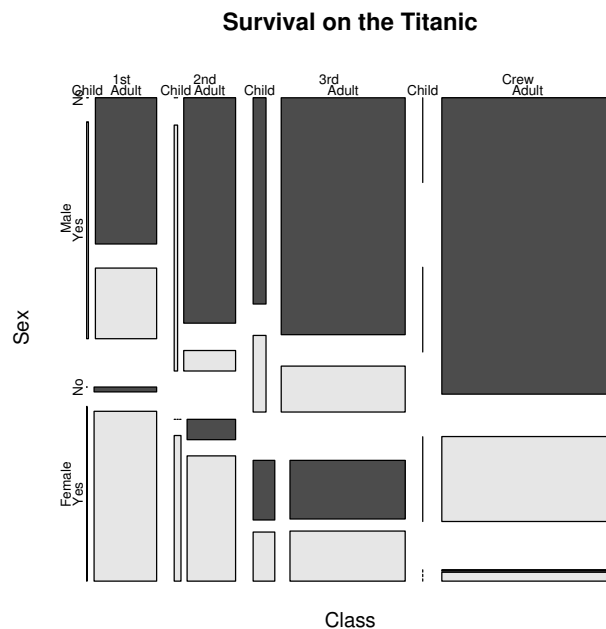 Survival on the Titanic
1st 2nd 3rd Crew
Child Adult Child Adult Child Adult Child Adult
No
Yes
Male
No
Yes
Female
Sex
Class